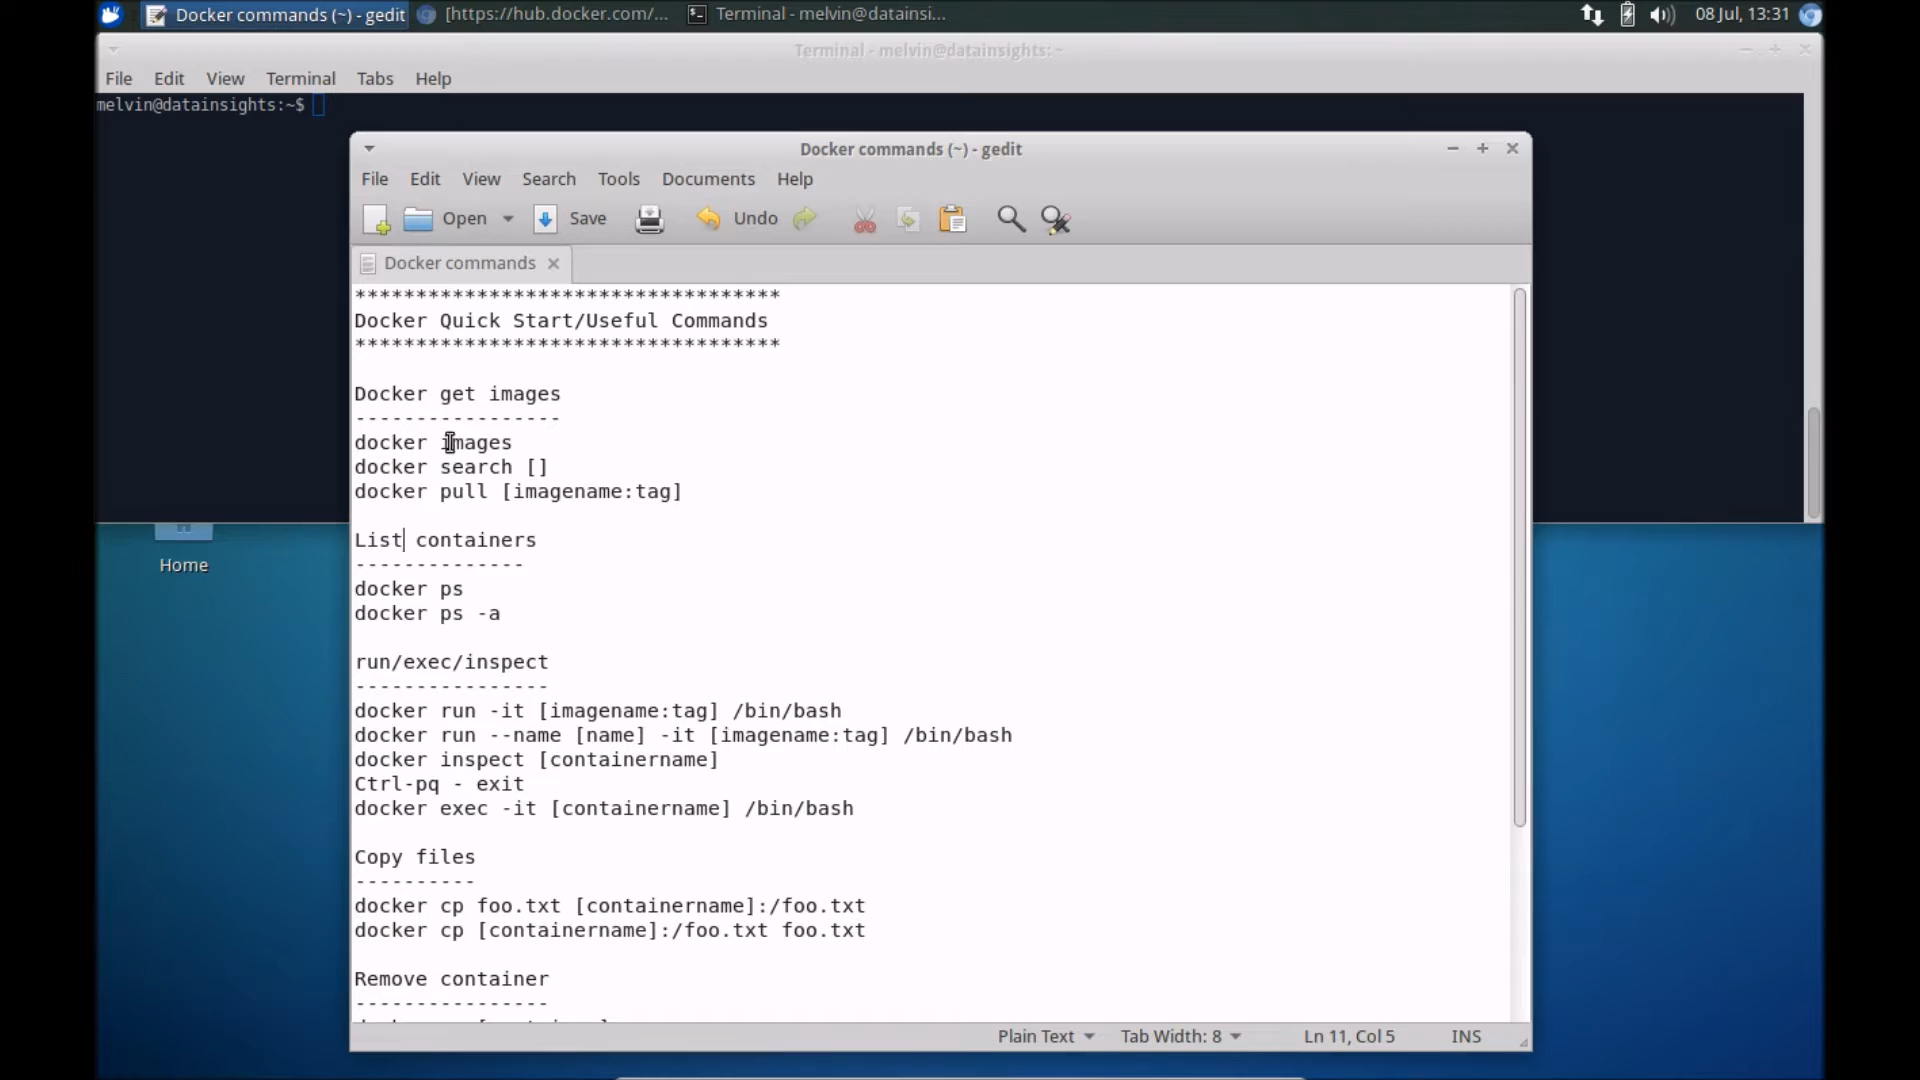 Docker commands (~) - gedit
[https://hub.docker.com/...
Terminal - melvin@datainsi...
08 Jul, 13:31
Terminal - melvin@datainsights: ~
File Edit View Terminal Tabs Help
melvin@datainsights:~$
Docker commands (~) - gedit
File Edit View Search Tools Documents Help
Open Save Undo
Docker commands
***********************************
Docker Quick Start/Useful Commands
***********************************
Docker get images
-----------------
docker images
docker search []
docker pull [imagename:tag]
List containers
--------------
docker ps
docker ps -a
run/exec/inspect
----------------
docker run -it [imagename:tag] /bin/bash
docker run --name [name] -it [imagename:tag] /bin/bash
docker inspect [containername]
Ctrl-pq - exit
docker exec -it [containername] /bin/bash
Copy files
----------
docker cp foo.txt [containername]:/foo.txt
docker cp [containername]:/foo.txt foo.txt
Remove container
----------------
Home
Plain Text Tab Width: 8 Ln 11, Col 5 INS